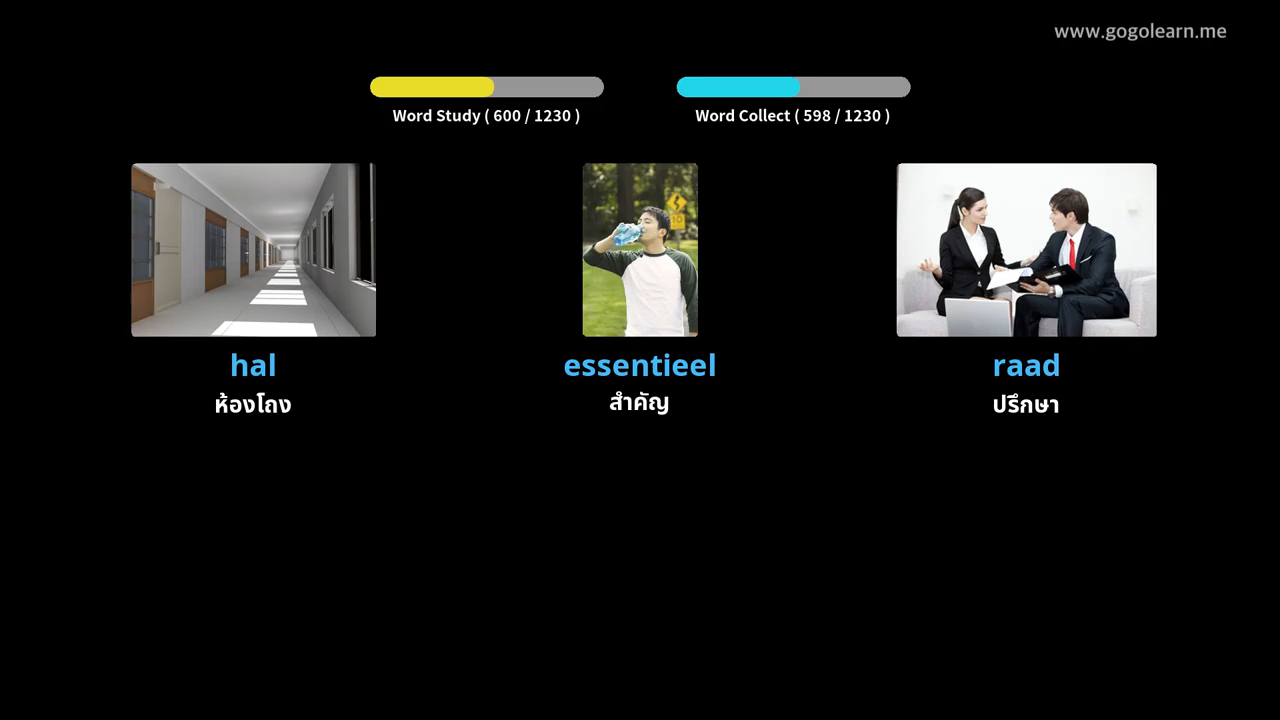 www.gogolearn.me
Word Study ( 600 / 1230 )
Word Collect ( 598 / 1230 )
10
hal
essentieel
raad
ห้องโถง
สำคัญ
ปรึกษา